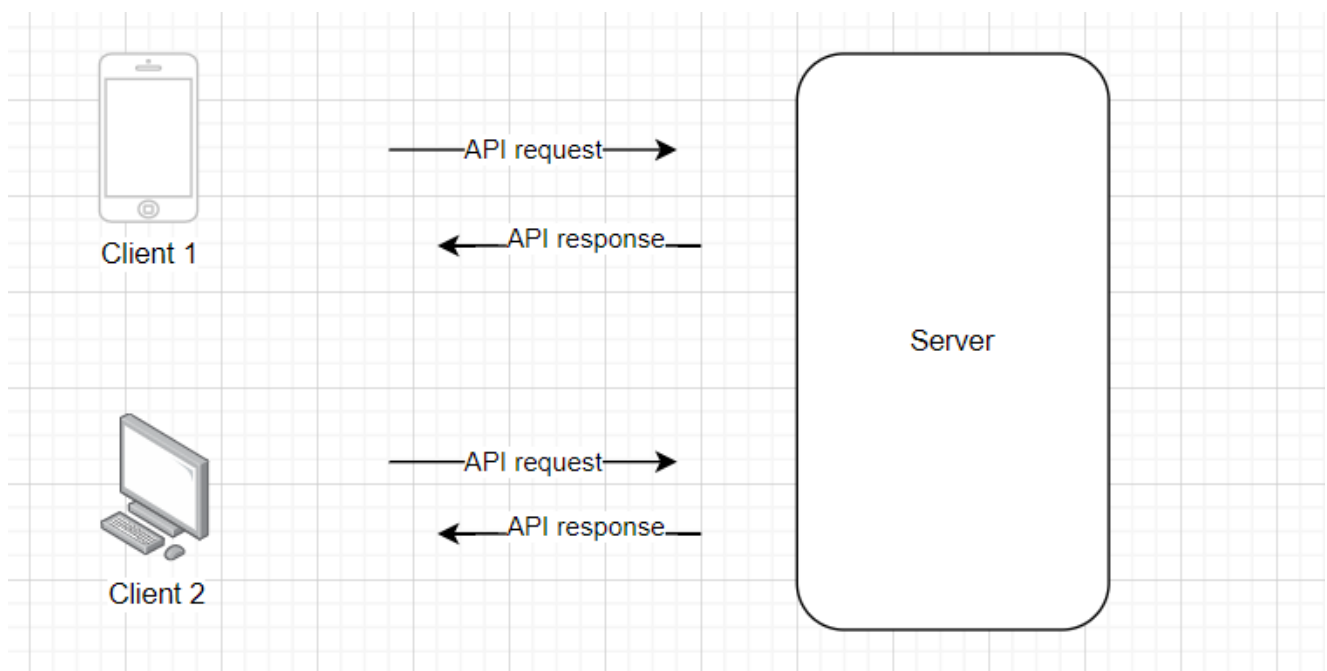 API request
API response
Client 1
Server
API request
API response
Client 2